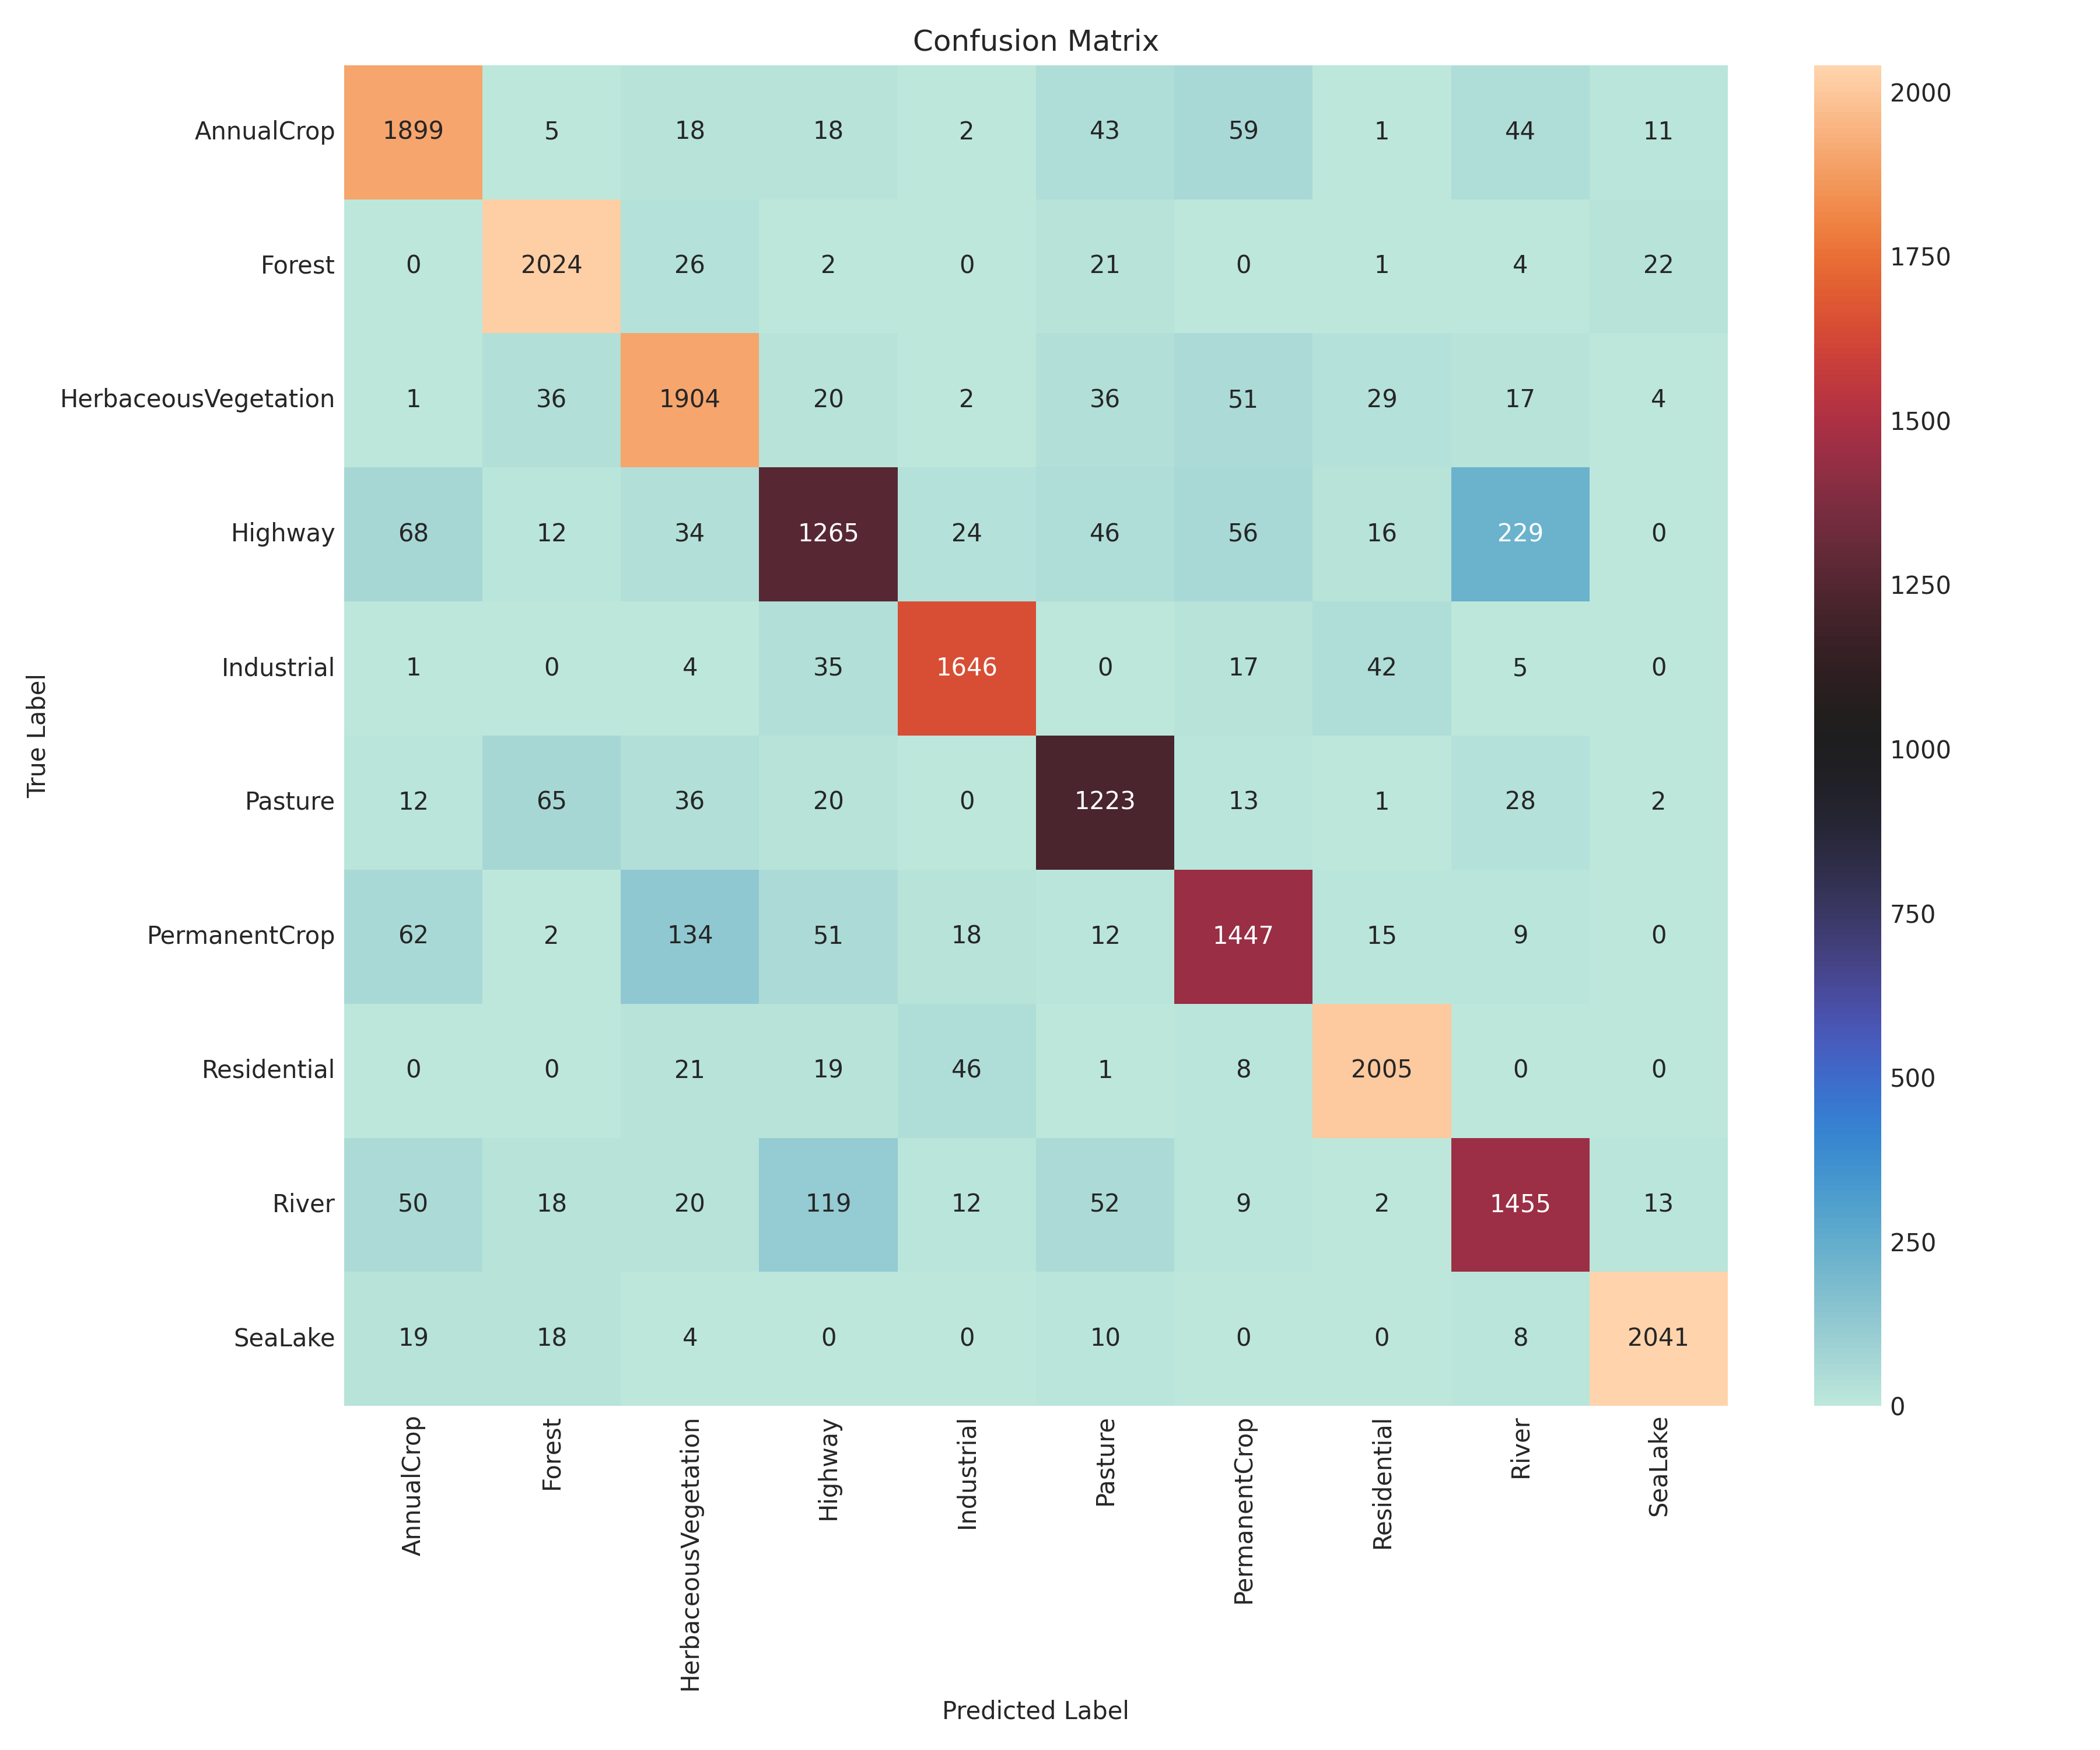 Confusion Matrix
AnnualCrop 1899 5 18 18 2 43 59 1 44 11
Forest 0 2024 26 2 0 21 0 1 4 22
HerbaceousVegetation 1 36 1904 20 2 36 51 29 17 4
Highway 68 12 34 1265 24 46 56 16 229 0
Industrial 1 0 4 35 1646 0 17 42 5 0
Pasture 12 65 36 20 0 1223 13 1 28 2
PermanentCrop 62 2 134 51 18 12 1447 15 9 0
Residential 0 0 21 19 46 1 8 2005 0 0
River 50 18 20 119 12 52 9 2 1455 13
SeaLake 19 18 4 0 0 10 0 0 8 2041
True Label
AnnualCrop
Forest
HerbaceousVegetation
Highway
Industrial
Pasture
PermanentCrop
Residential
River
SeaLake
Predicted Label
2000
1750
1500
1250
1000
750
500
250
0